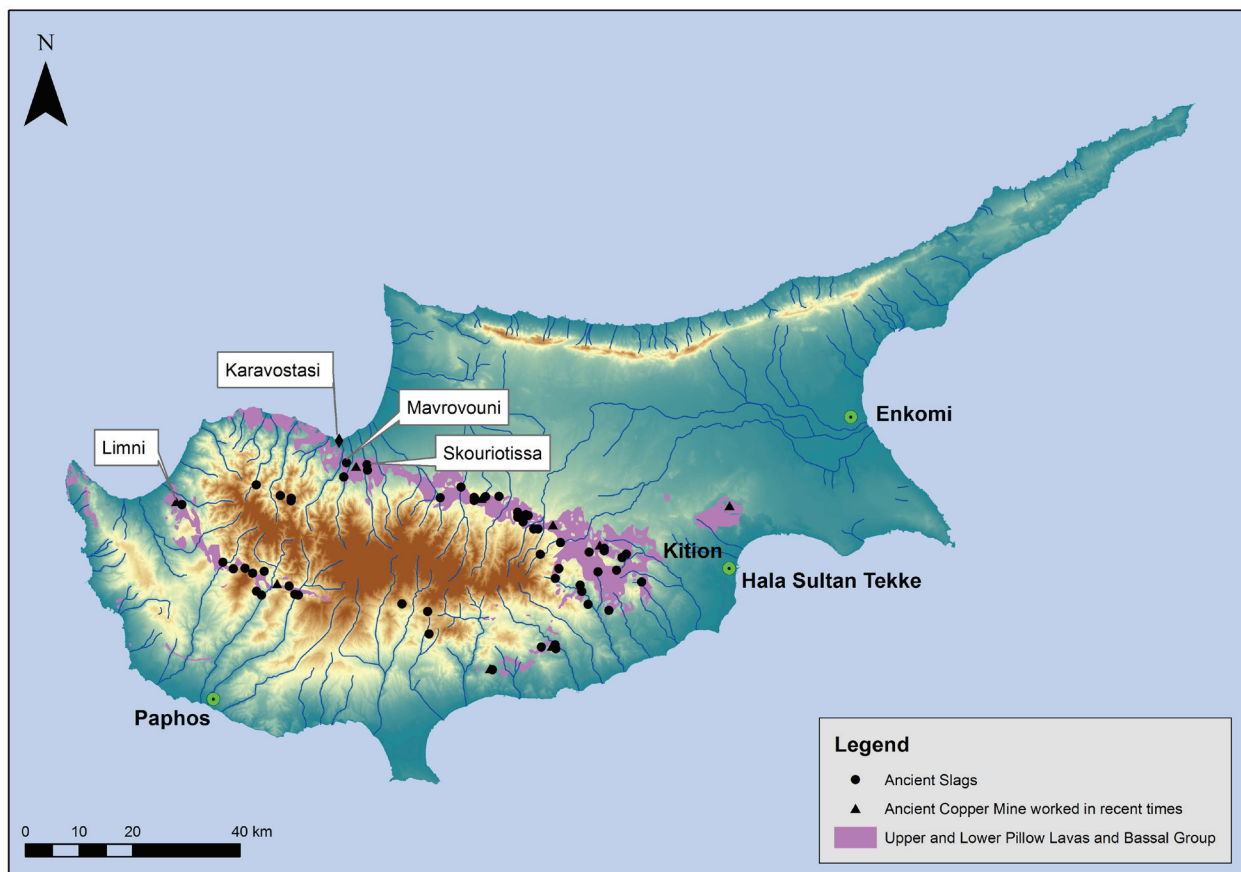 N
Karavostasi
Mavrovouni
Limni
Skouriotissa
Enkomi
Kition
Hala Sultan Tekke
Paphos
Legend
Ancient Slags
Ancient Copper Mine worked in recent times
Upper and Lower Pillow Lavas and Bassal Group
0 10 20 40 km